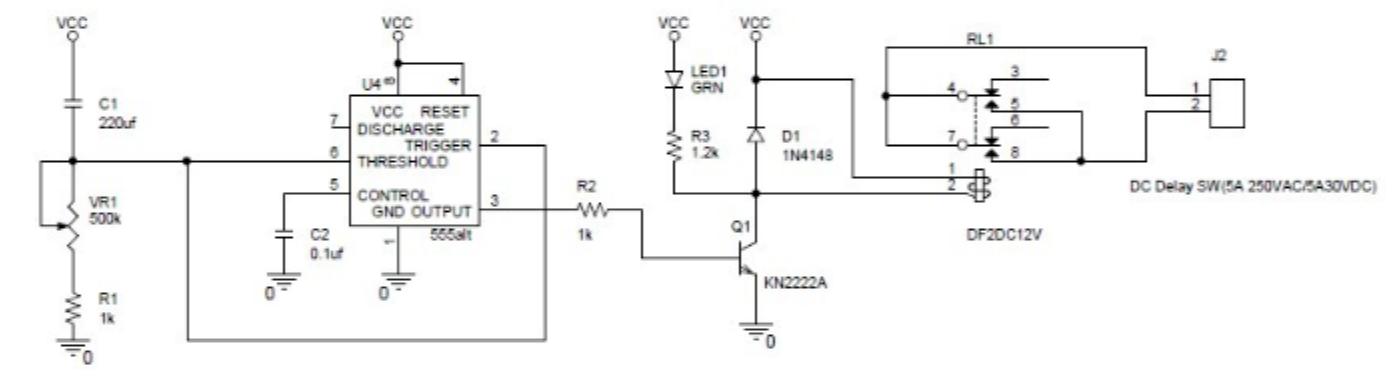 VCC
C1
220uf
VR1
500k
R1
1k
0
VCC
U4
8
4
VCC RESET
7
DISCHARGE
TRIGGER
2
6
THRESHOLD
5
CONTROL
GND OUTPUT
3
1
555alt
C2
0.1uf
0
0
R2
1k
VCC
VCC
LED1
GRN
R3
1.2k
D1
1N4148
Q1
KN2222A
0
RL1
4
3
5
6
7
8
1
2
DF2DC12V
J2
1
2
DC Delay SW(5A 250VAC/5A30VDC)